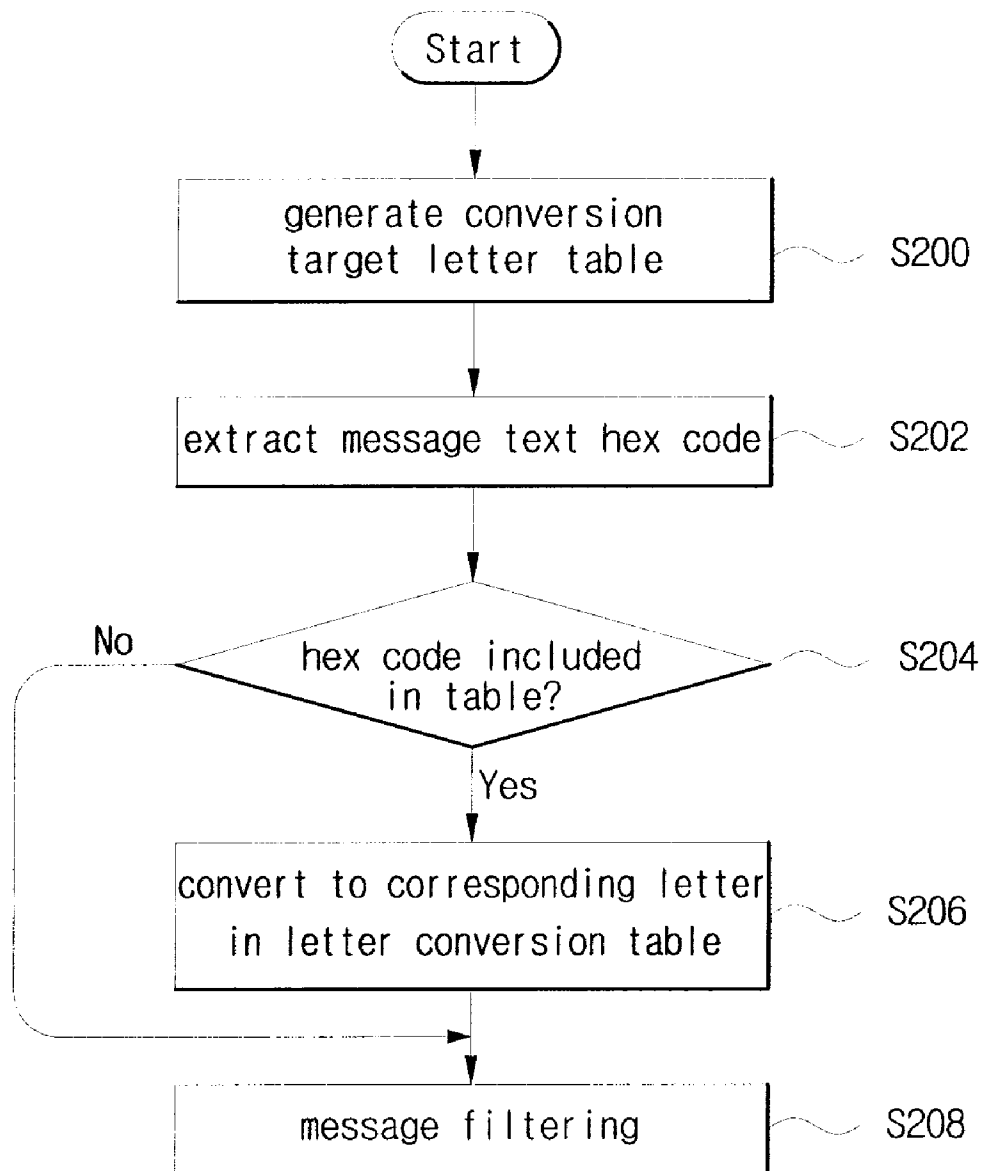 Start
generate conversion
target letter table
S200
extract message text hex code
S202
No
hex code included
in table?
S204
Yes
convert to corresponding letter
in letter conversion table
S206
message filtering
S208